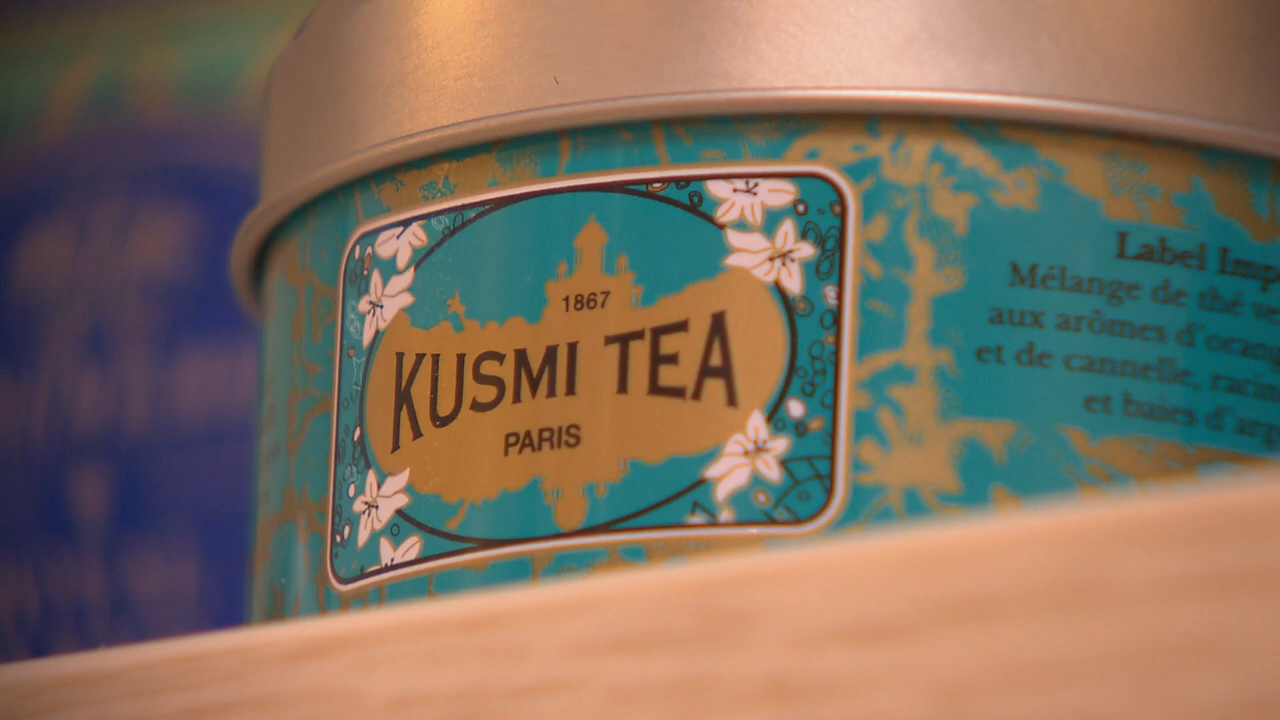 1867
KUSMI TEA
PARIS
Label
Mélange de thé
aux arômes
et de cannelle,
et baies